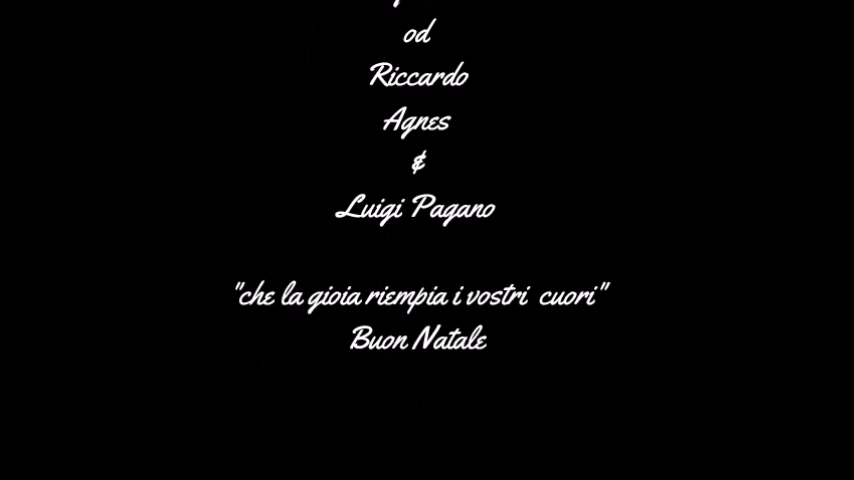 od
Riccardo
Agnes
&
Luigi Pagano
"che la gioia riempia i vostri cuori"
Buon Natale